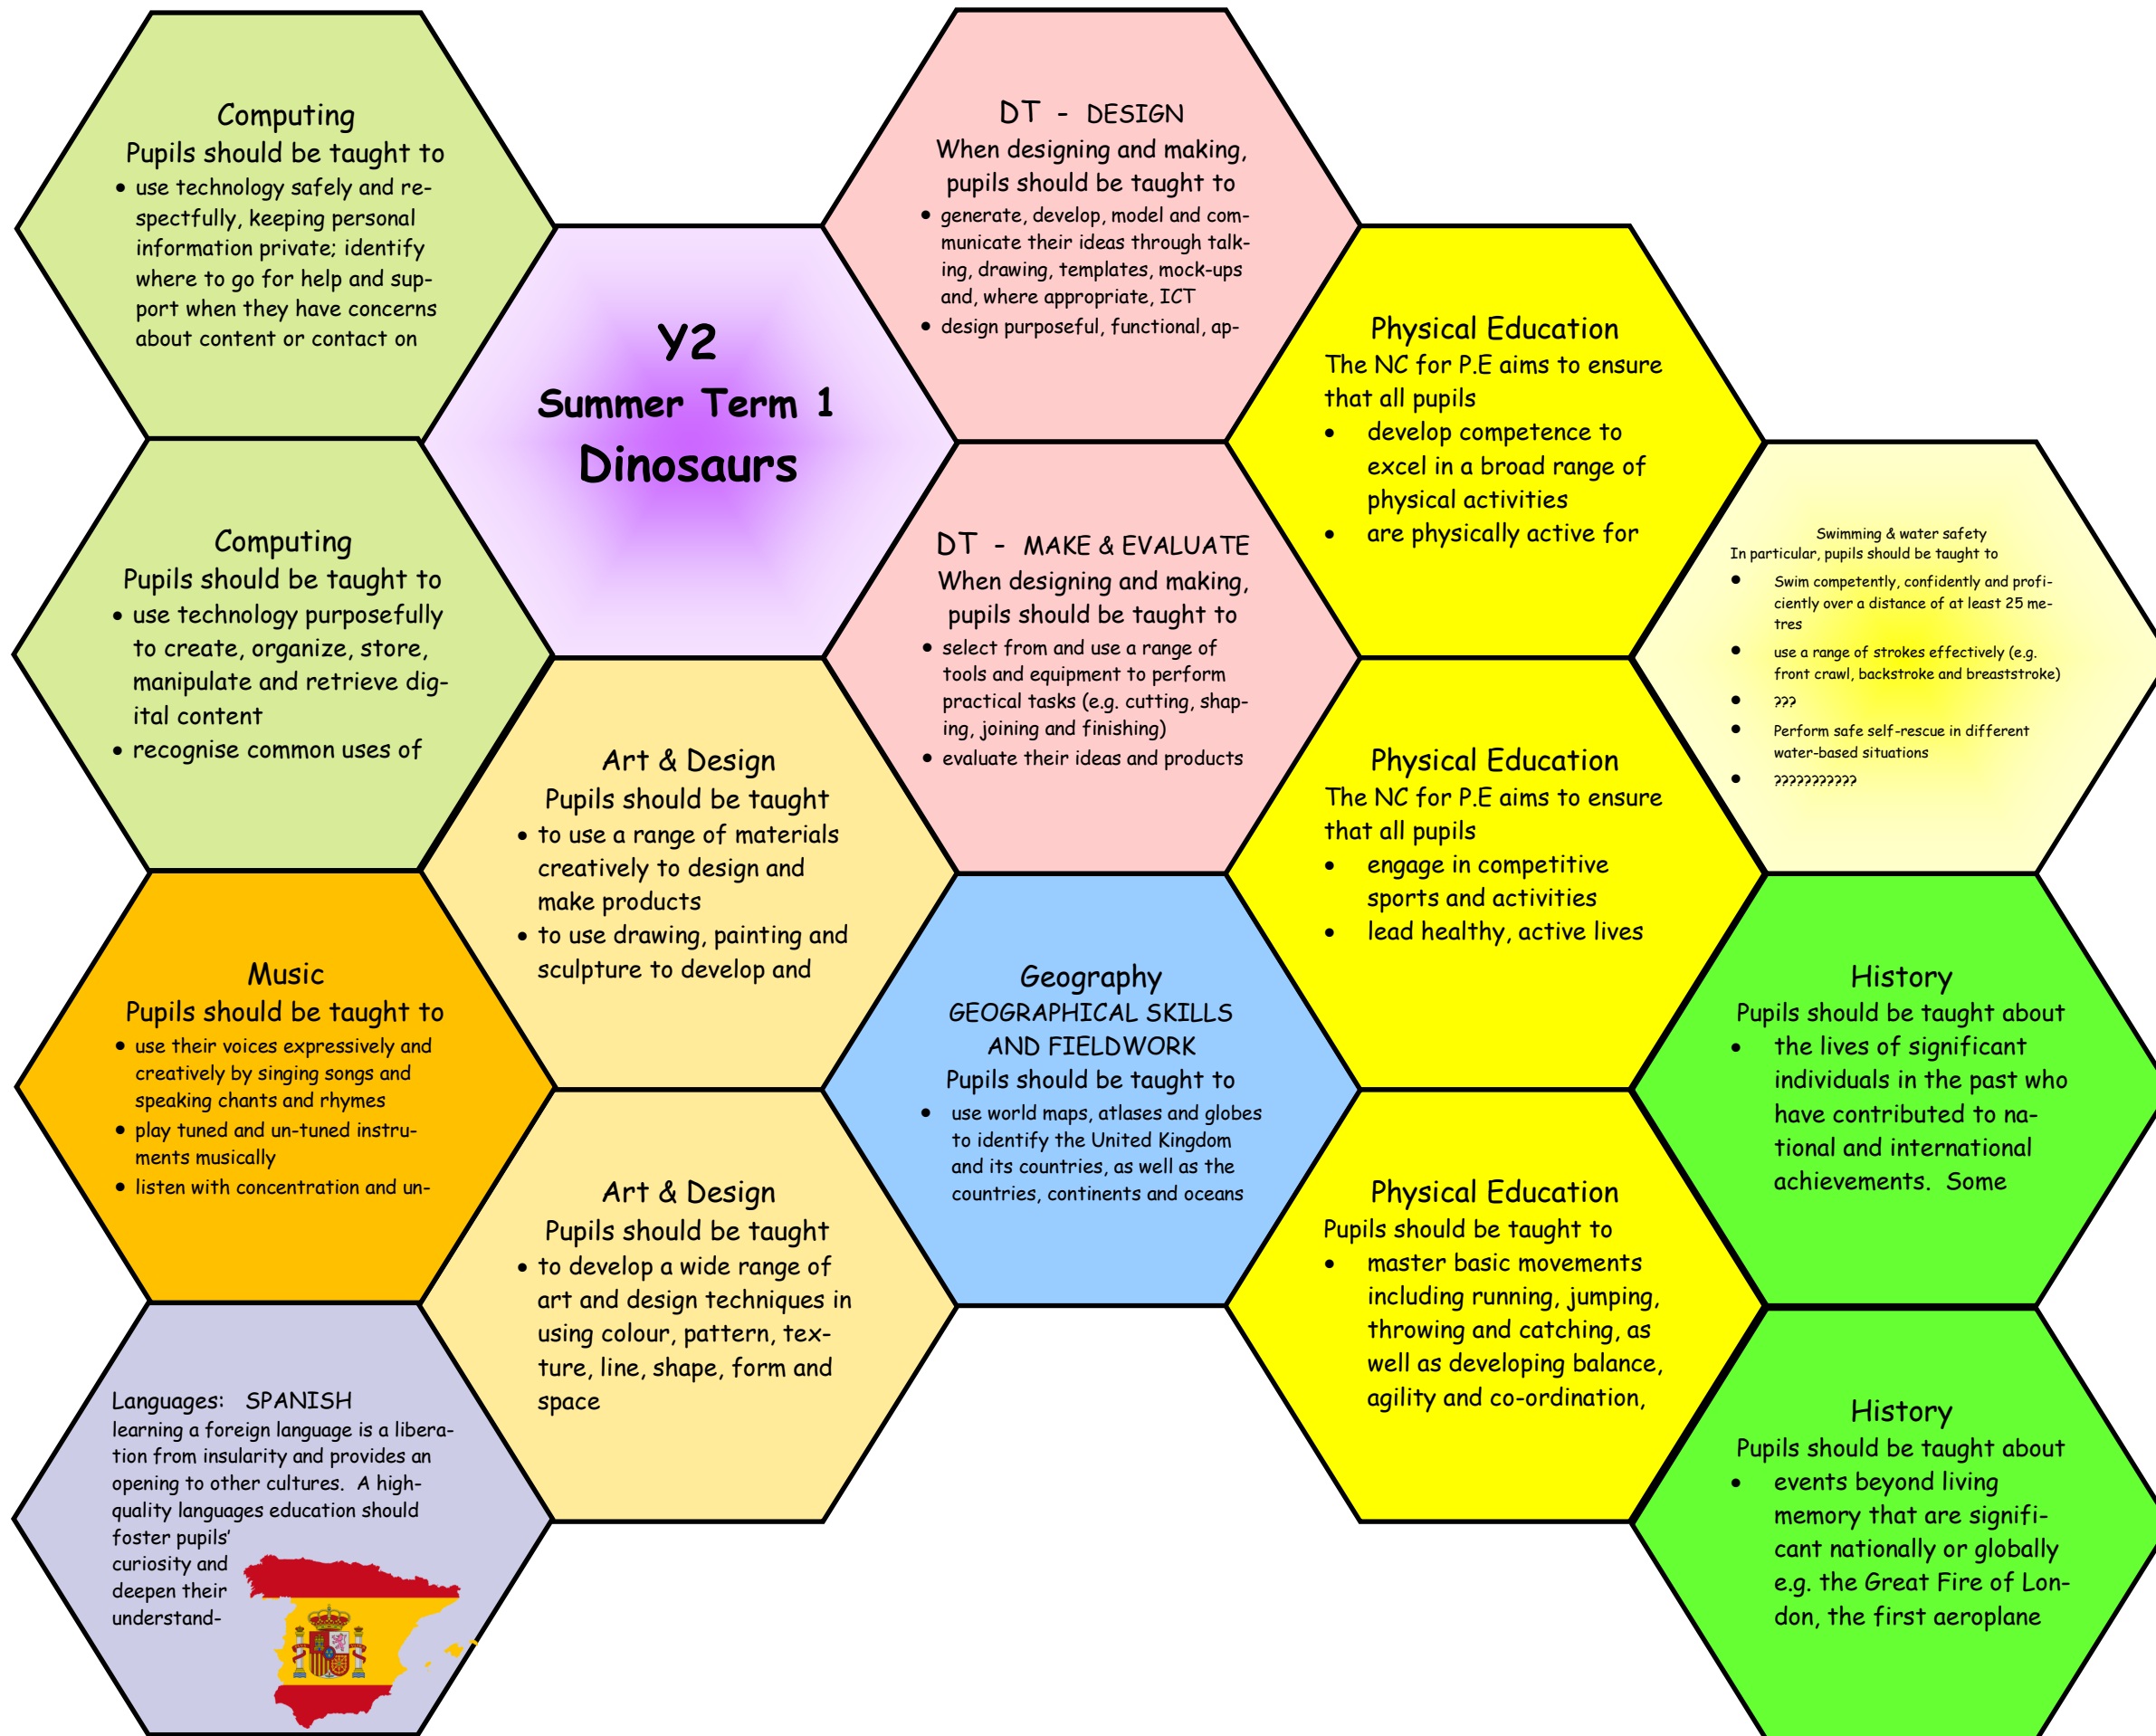 Computing
Pupils should be taught to
• use technology safely and re-
spectfully, keeping personal
information private; identify
where to go for help and sup-
port when they have concerns
about content or contact on
DT - DESIGN
When designing and making,
pupils should be taught to
• generate, develop, model and com-
municate their ideas through talk-
ing, drawing, templates, mock-ups
and, where appropriate, ICT
• design purposeful, functional, ap-
Y2
Summer Term 1
Dinosaurs
Physical Education
The NC for P.E aims to ensure
that all pupils
• develop competence to
excel in a broad range of
physical activities
• are physically active for
Computing
Pupils should be taught to
• use technology purposefully
to create, organize, store,
manipulate and retrieve dig-
ital content
• recognise common uses of
DT - MAKE & EVALUATE
When designing and making,
pupils should be taught to
• select from and use a range of
tools and equipment to perform
practical tasks (e.g. cutting, shap-
ing, joining and finishing)
• evaluate their ideas and products
Swimming & water safety
In particular, pupils should be taught to
• Swim competently, confidently and profi-
ciently over a distance of at least 25 me-
tres
• use a range of strokes effectively (e.g.
front crawl, backstroke and breaststroke)
• ???
• Perform safe self-rescue in different
water-based situations
• ???????????
Art & Design
Pupils should be taught
• to use a range of materials
creatively to design and
make products
• to use drawing, painting and
sculpture to develop and
Physical Education
The NC for P.E aims to ensure
that all pupils
• engage in competitive
sports and activities
• lead healthy, active lives
Music
Pupils should be taught to
• use their voices expressively and
creatively by singing songs and
speaking chants and rhymes
• play tuned and un-tuned instru-
ments musically
• listen with concentration and un-
Geography
GEOGRAPHICAL SKILLS
AND FIELDWORK
Pupils should be taught to
• use world maps, atlases and globes
to identify the United Kingdom
and its countries, as well as the
countries, continents and oceans
History
Pupils should be taught about
• the lives of significant
individuals in the past who
have contributed to na-
tional and international
achievements. Some
Art & Design
Pupils should be taught
• to develop a wide range of
art and design techniques in
using colour, pattern, tex-
ture, line, shape, form and
space
Physical Education
Pupils should be taught to
• master basic movements
including running, jumping,
throwing and catching, as
well as developing balance,
agility and co-ordination,
Languages: SPANISH
learning a foreign language is a libera-
tion from insularity and provides an
opening to other cultures. A high-
quality languages education should
foster pupils’
curiosity and
deepen their
understand-
History
Pupils should be taught about
• events beyond living
memory that are signifi-
cant nationally or globally
e.g. the Great Fire of Lon-
don, the first aeroplane